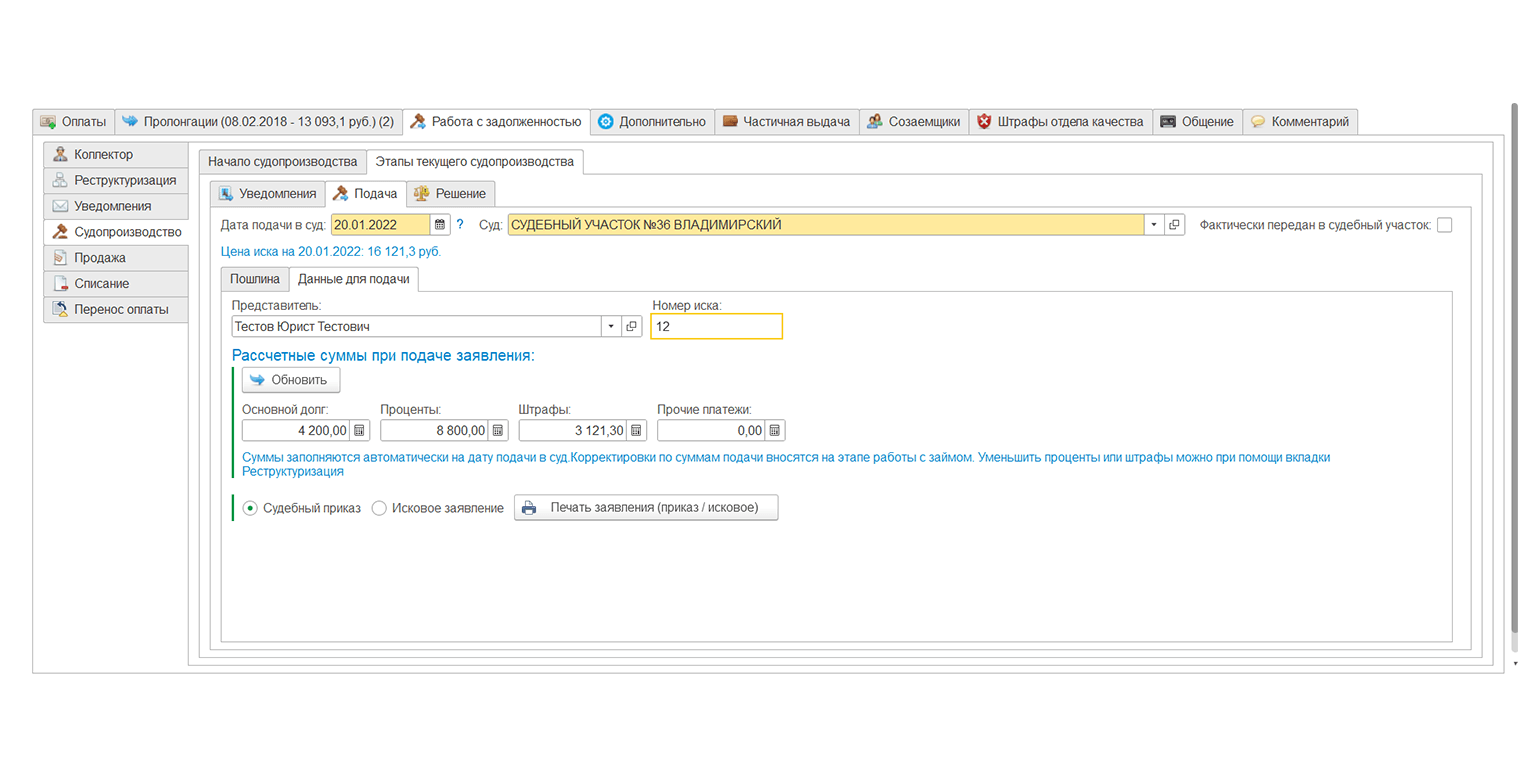 Оплаты Пролонгации (08.02.2018 - 13 093,1 руб.) (2) Работа с задолженностью Дополнительно Частичная выдача Созаемщики Штрафы отдела качества Общение Комментарий
Коллектор
Реструктуризация
Уведомления
Судопроизводство
Продажа
Списание
Перенос оплаты
Начало судопроизводства Этапы текущего судопроизводства
Уведомления Подача Решение
Дата подачи в суд: 20.01.2022 ? Суд: СУДЕБНЫЙ УЧАСТОК №36 ВЛАДИМИРСКИЙ Фактически передан в судебный участок:
Цена иска на 20.01.2022: 16 121,3 руб.
Пошлина Данные для подачи
Представитель: Номер иска:
Тестов Юрист Тестович 12
Рассчетные суммы при подаче заявления:
Обновить
Основной долг: Проценты: Штрафы: Прочие платежи:
4 200,00 8 800,00 3 121,30 0,00
Суммы заполняются автоматически на дату подачи в суд.Корректировки по суммам подачи вносятся на этапе работы с займом. Уменьшить проценты или штрафы можно при помощи вкладки
Реструктуризация
Судебный приказ Исковое заявление Печать заявления (приказ / исковое)